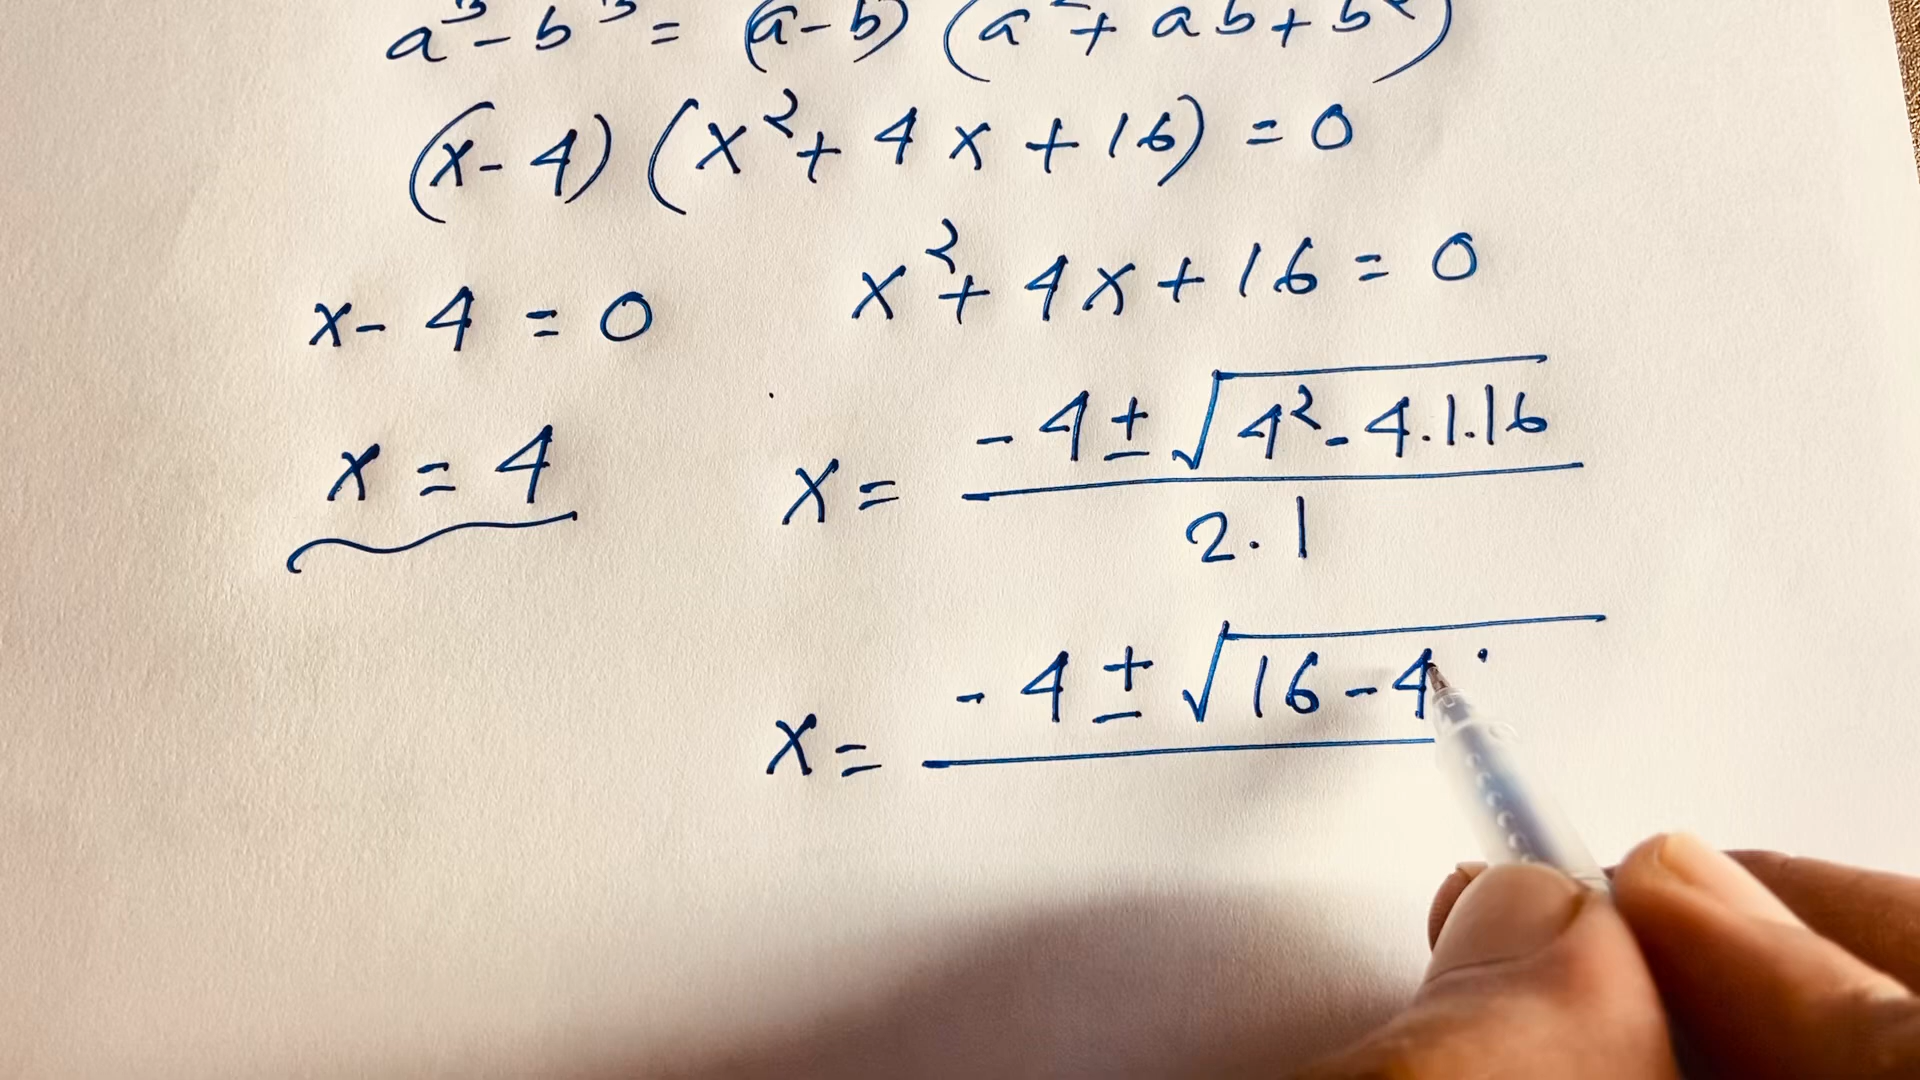 a³ - b³ = (a - b) (a² + ab + b²)
(x - 4) (x² + 4x + 16) = 0
x - 4 = 0
x² + 4x + 16 = 0
x = 4
x = (-4 ± √(4² - 4.1.16)) / 2.1
x = -4 ± √(16 - 4 .